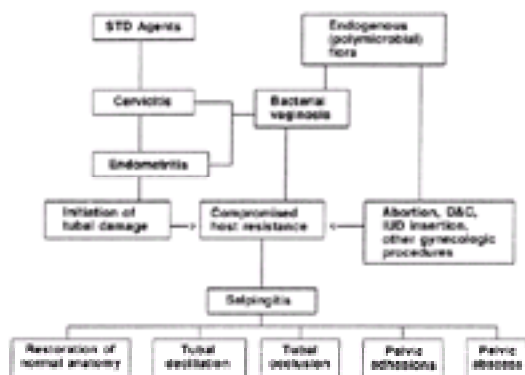 STD Agents
Endogenous
(polymicrobial)
flora
Cervicitis
Bacterial
vaginosis
Endometritis
Initiation of
tubal damage
Compromised
host resistance
Abortion, D&C,
IUD insertion,
other gynecologic
procedures
Salpingitis
Restoration of
normal anatomy
Tubal
Tubal
occlusion
Pelvic
adhesions
Pelvic
abscess